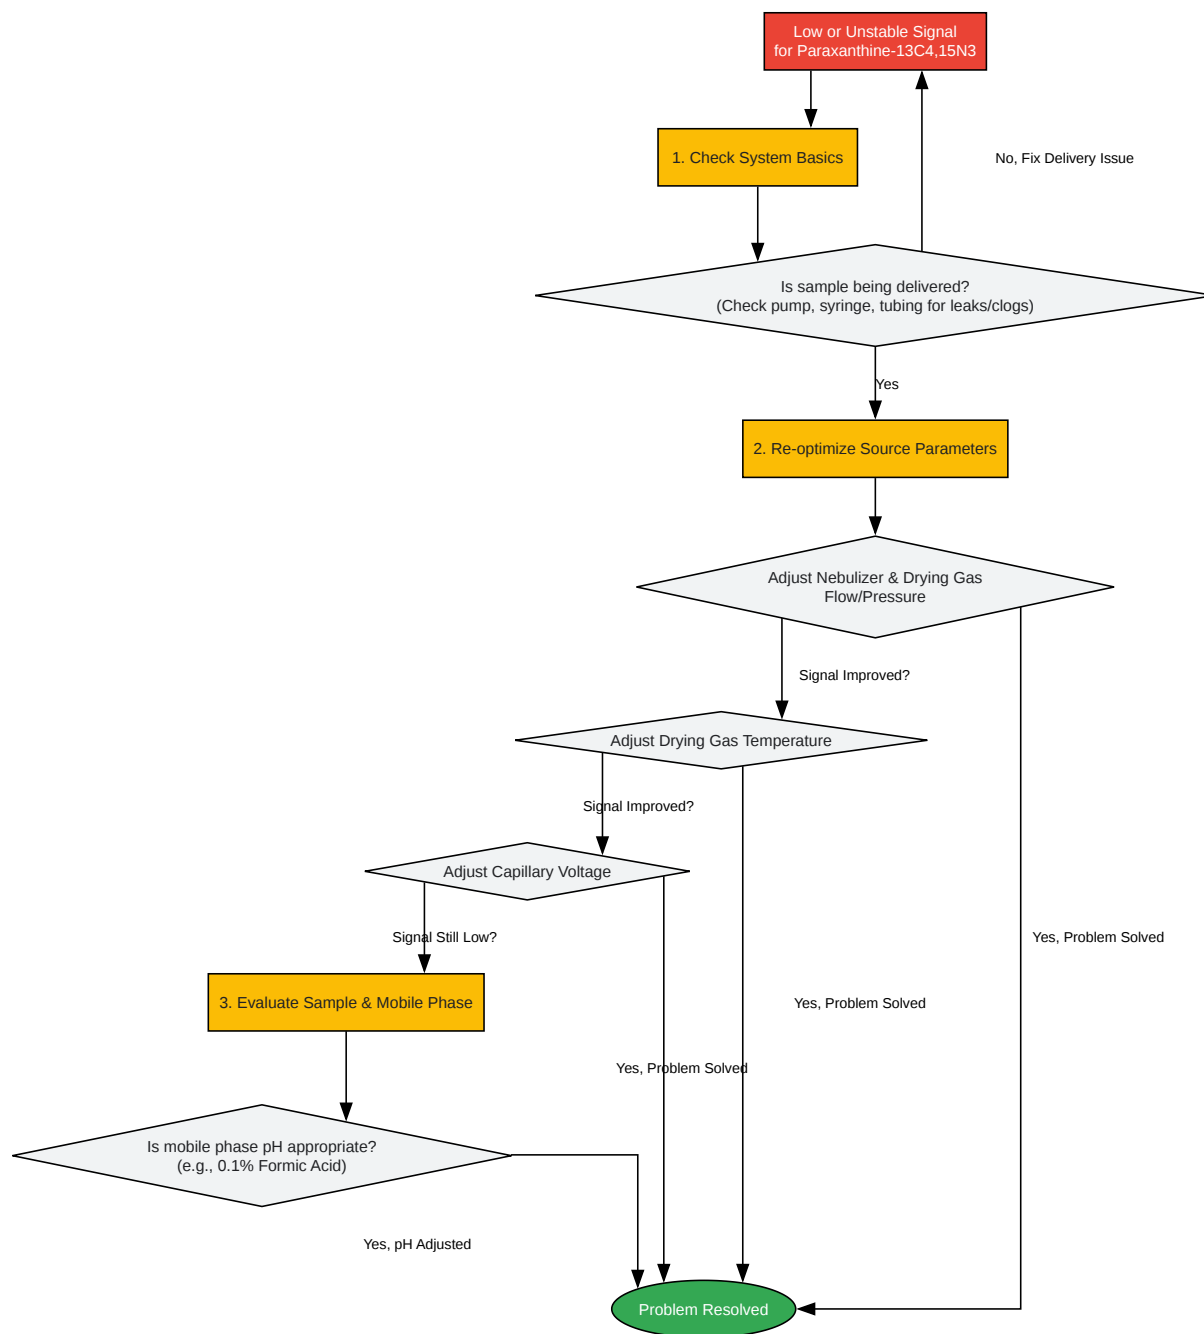 Low or Unstable Signal
for Paraxanthine-13C4,15N3
1. Check System Basics
No, Fix Delivery Issue
Is sample being delivered?
(Check pump, syringe, tubing for leaks/clogs)
Yes
2. Re-optimize Source Parameters
Adjust Nebulizer & Drying Gas
Flow/Pressure
Signal Improved?
Adjust Drying Gas Temperature
Signal Improved?
Adjust Capillary Voltage
Signal Still Low?
Yes, Problem Solved
3. Evaluate Sample & Mobile Phase
Yes, Problem Solved
Yes, Problem Solved
Is mobile phase pH appropriate?
(e.g., 0.1% Formic Acid)
Yes, pH Adjusted
Problem Resolved